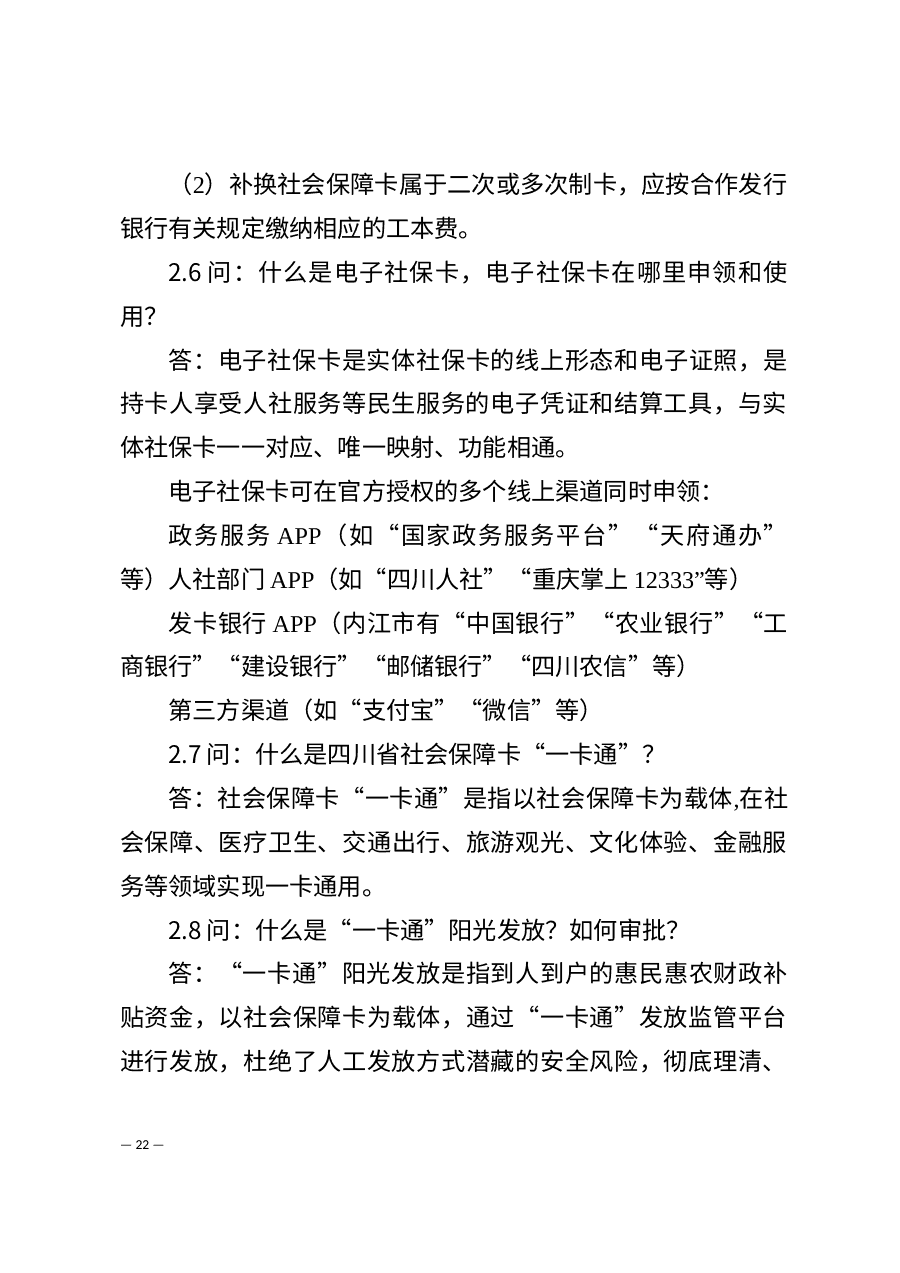 （2）补换社会保障卡属于二次或多次制卡，应按合作发行
银行有关规定缴纳相应的工本费。
2.6 问：什么是电子社保卡，电子社保卡在哪里申领和使
用？
答：电子社保卡是实体社保卡的线上形态和电子证照，是
持卡人享受人社服务等民生服务的电子凭证和结算工具，与实
体社保卡一一对应、唯一映射、功能相通。
电子社保卡可在官方授权的多个线上渠道同时申领：
政务服务 APP（如“国家政务服务平台”“天府通办”
等）人社部门 APP（如“四川人社”“重庆掌上 12333”等）
发卡银行 APP（内江市有“中国银行”“农业银行”“工
商银行”“建设银行”“邮储银行”“四川农信”等）
第三方渠道（如“支付宝”“微信”等）
2.7 问：什么是四川省社会保障卡“一卡通”？
答：社会保障卡“一卡通”是指以社会保障卡为载体,在社
会保障、医疗卫生、交通出行、旅游观光、文化体验、金融服
务等领域实现一卡通用。
2.8 问：什么是“一卡通”阳光发放？如何审批？
答：“一卡通”阳光发放是指到人到户的惠民惠农财政补
贴资金，以社会保障卡为载体，通过“一卡通”发放监管平台
进行发放，杜绝了人工发放方式潜藏的安全风险，彻底理清、
— 22 —